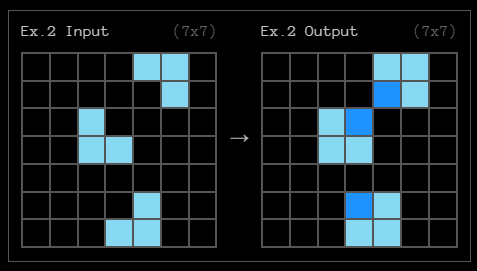 Ex.2 Input (7x7)
Ex.2 Output (7x7)
→